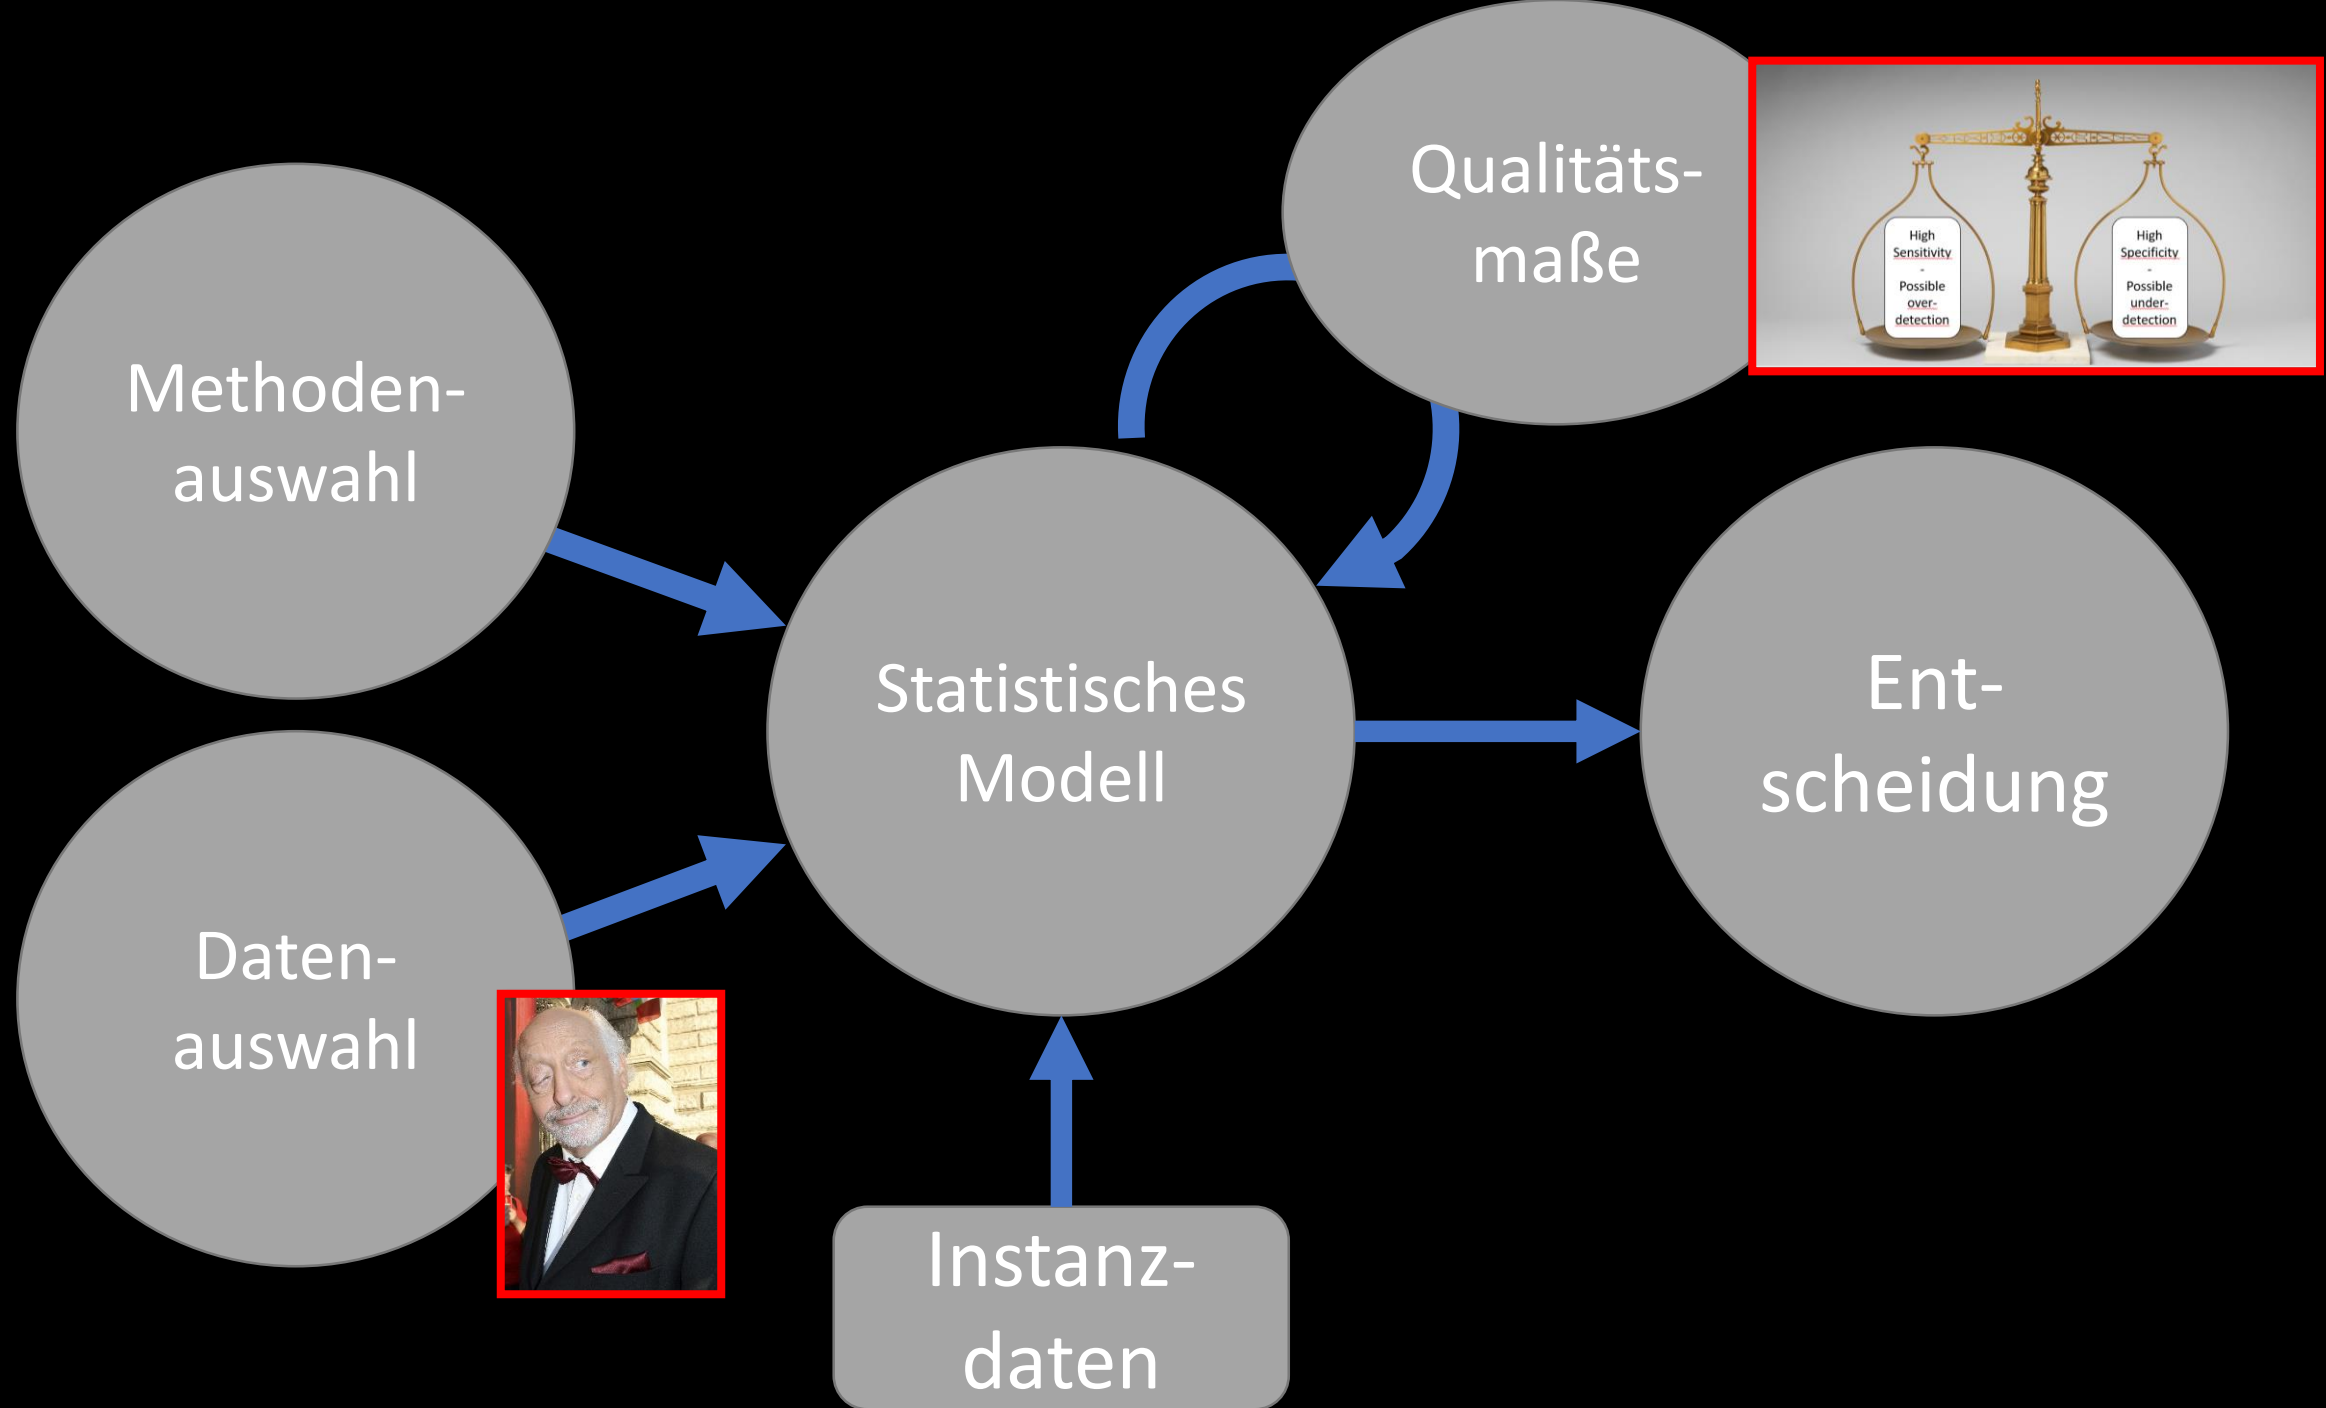 Qualitäts-
maße
High
Sensitivity
-
Possible
over-
detection
High
Specificity
-
Possible
under-
detection
Methoden-
auswahl
Statistisches
Modell
Ent-
scheidung
Daten-
auswahl
Instanz-
daten